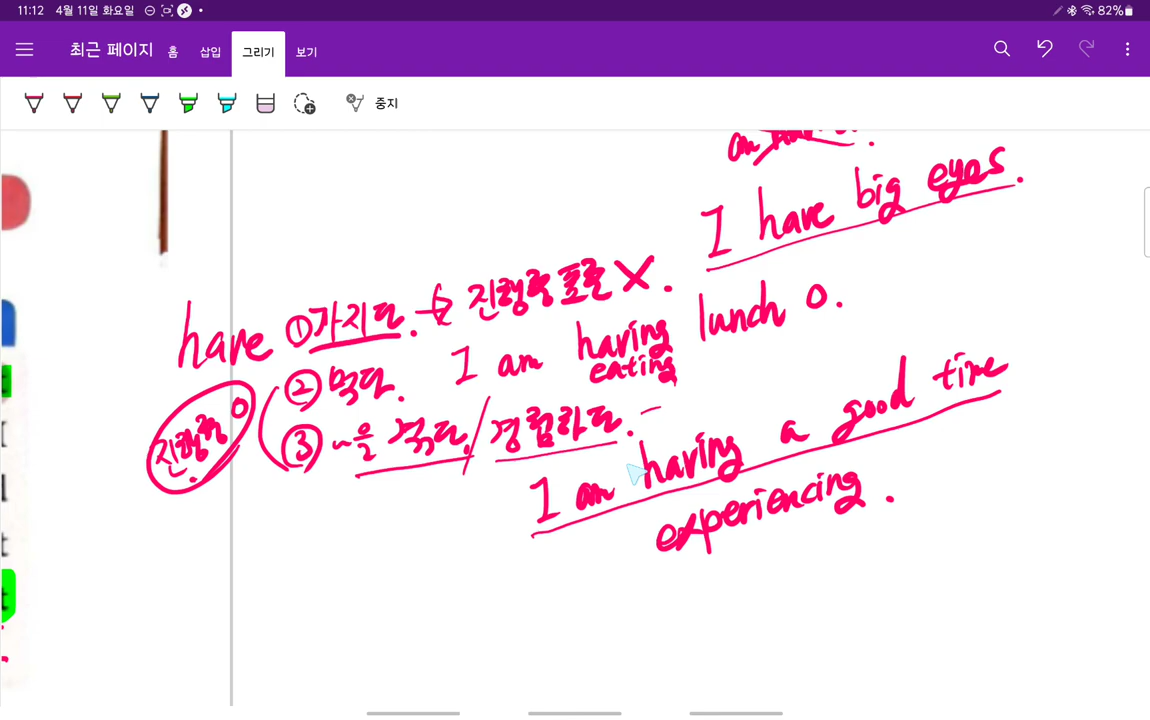 11:12 4월 11일 화요일 82%
최근 페이지 홈 삽입 그리기 보기
중지
am
I have big eyes.
have ①가지다. → 진행중 표현 X.
I am having lunch O.
eating
②먹다.
③~을 겪다/경험하다.
진행형 O
I am having a good time
experiencing.